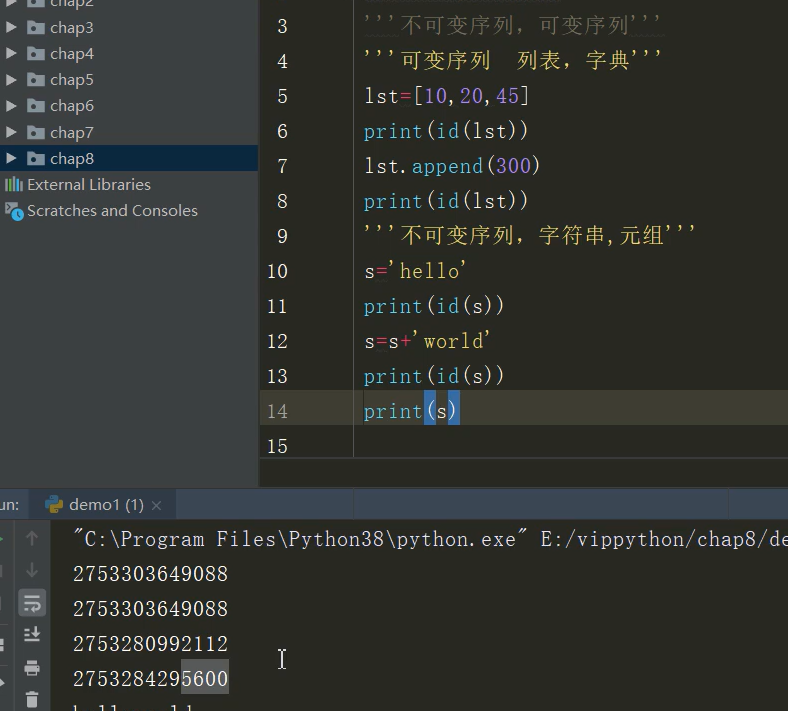 chap2
chap3
chap4
chap5
chap6
chap7
chap8
External Libraries
Scratches and Consoles
3 '''不可变序列，可变序列'''
4 '''可变序列 列表，字典'''
5 lst=[10,20,45]
6 print(id(lst))
7 lst.append(300)
8 print(id(lst))
9 '''不可变序列，字符串,元组'''
10 s='hello'
11 print(id(s))
12 s=s+'world'
13 print(id(s))
14 print(s)
15
un: demo1 (1)
"C:\Program Files\Python38\python.exe" E:/vippython/chap8/de
2753303649088
2753303649088
2753280992112
2753284295600